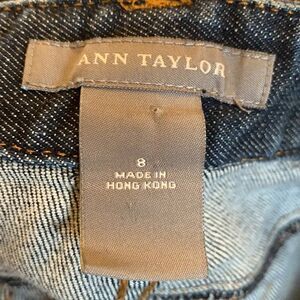 ANN TAYLOR
8
MADE IN
HONG KONG